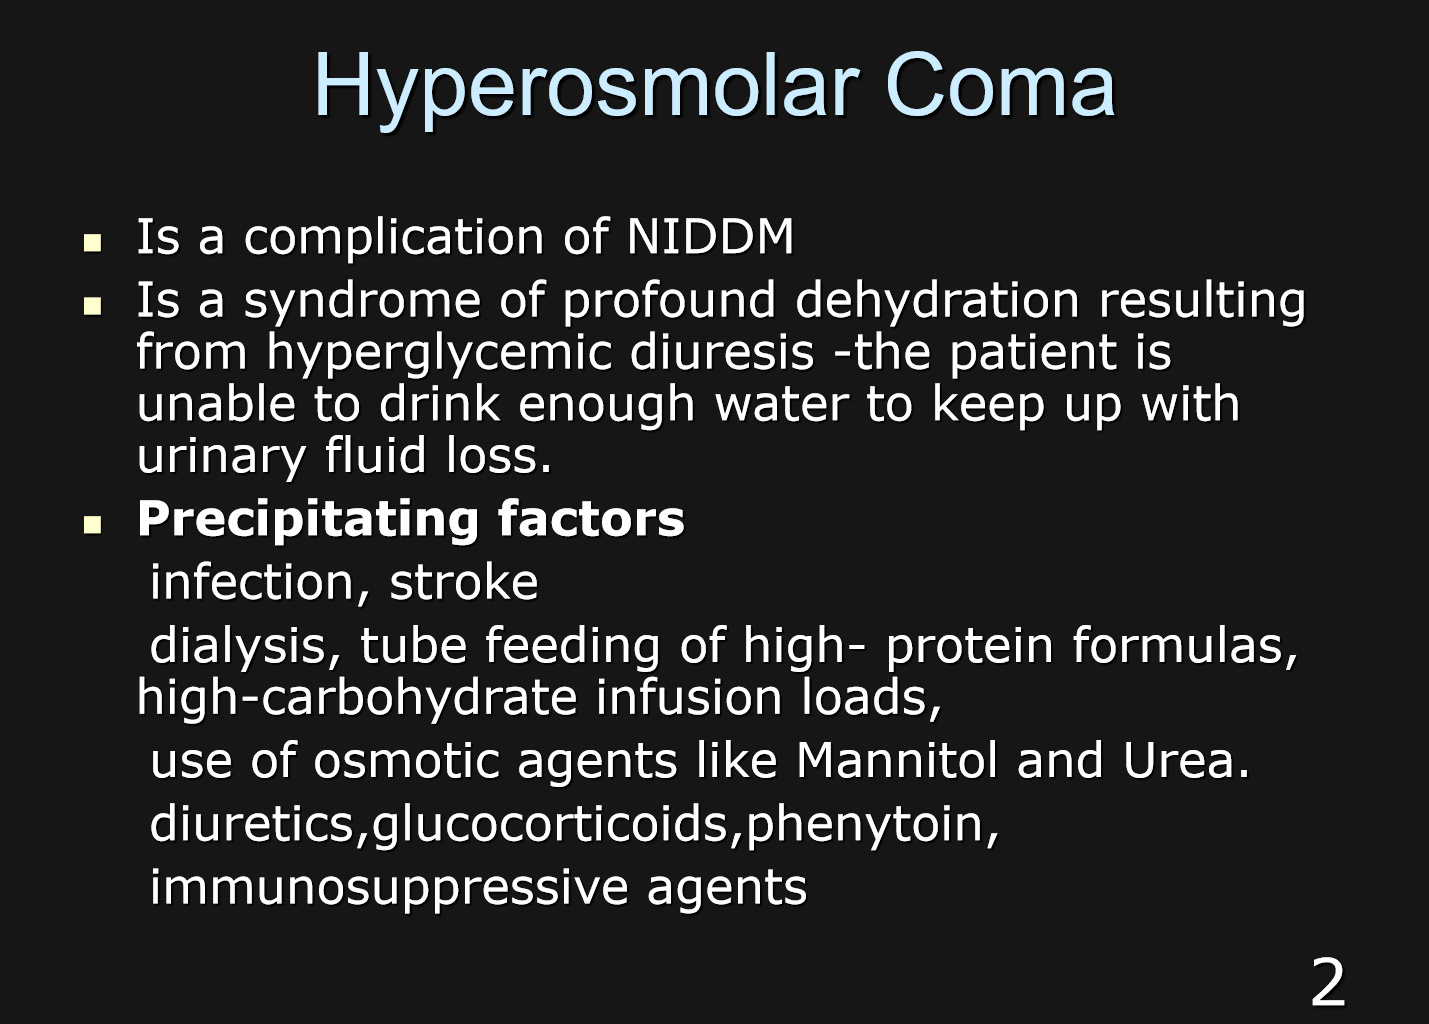 Hyperosmolar Coma
Is a complication of NIDDM
Is a syndrome of profound dehydration resulting
from hyperglycemic diuresis -the patient is
unable to drink enough water to keep up with
urinary fluid loss.
Precipitating factors
infection, stroke
dialysis, tube feeding of high- protein formulas,
high-carbohydrate infusion loads,
use of osmotic agents like Mannitol and Urea.
diuretics,glucocorticoids,phenytoin,
immunosuppressive agents
2